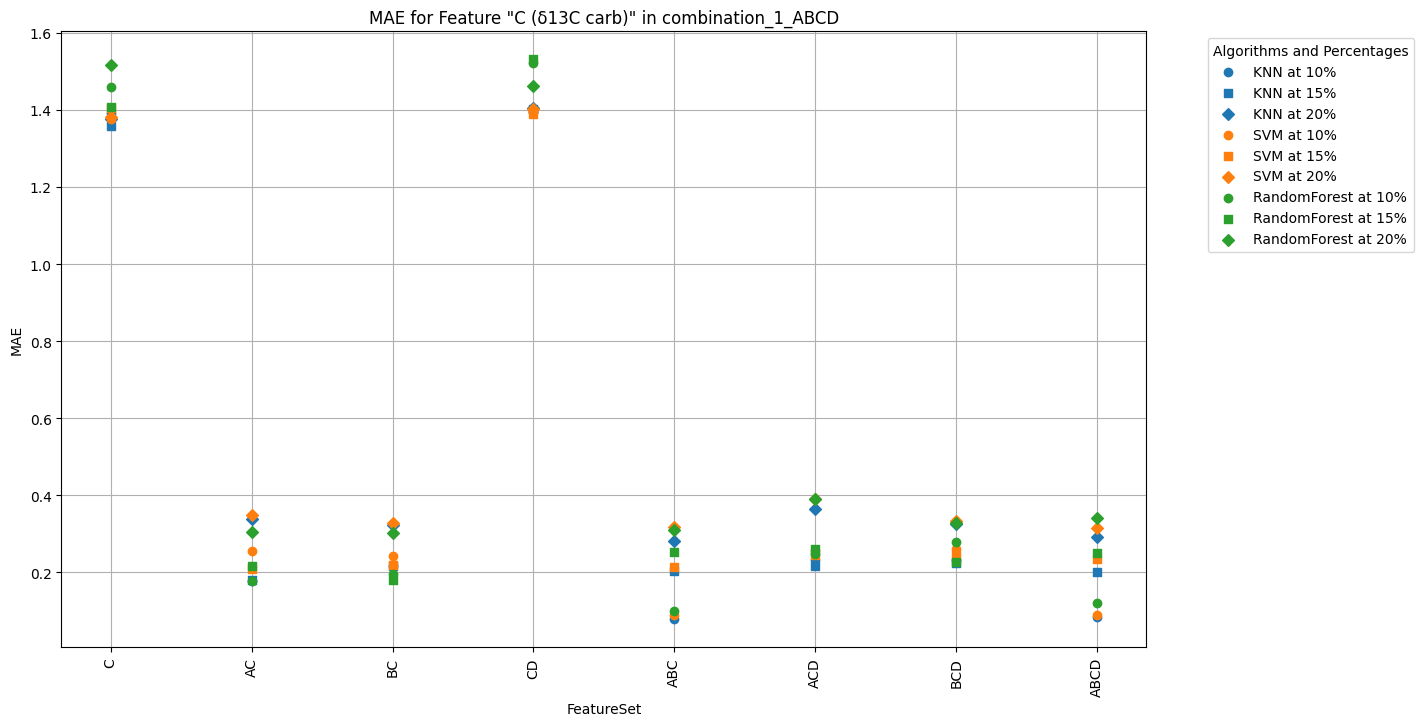 MAE for Feature "C (δ13C carb)" in combination_1_ABCD
Algorithms and Percentages
KNN at 10%
KNN at 15%
KNN at 20%
SVM at 10%
SVM at 15%
SVM at 20%
RandomForest at 10%
RandomForest at 15%
RandomForest at 20%
MAE
1.6
1.4
1.2
1.0
0.8
0.6
0.4
0.2
C
AC
BC
CD
ABC
ACD
BCD
ABCD
FeatureSet